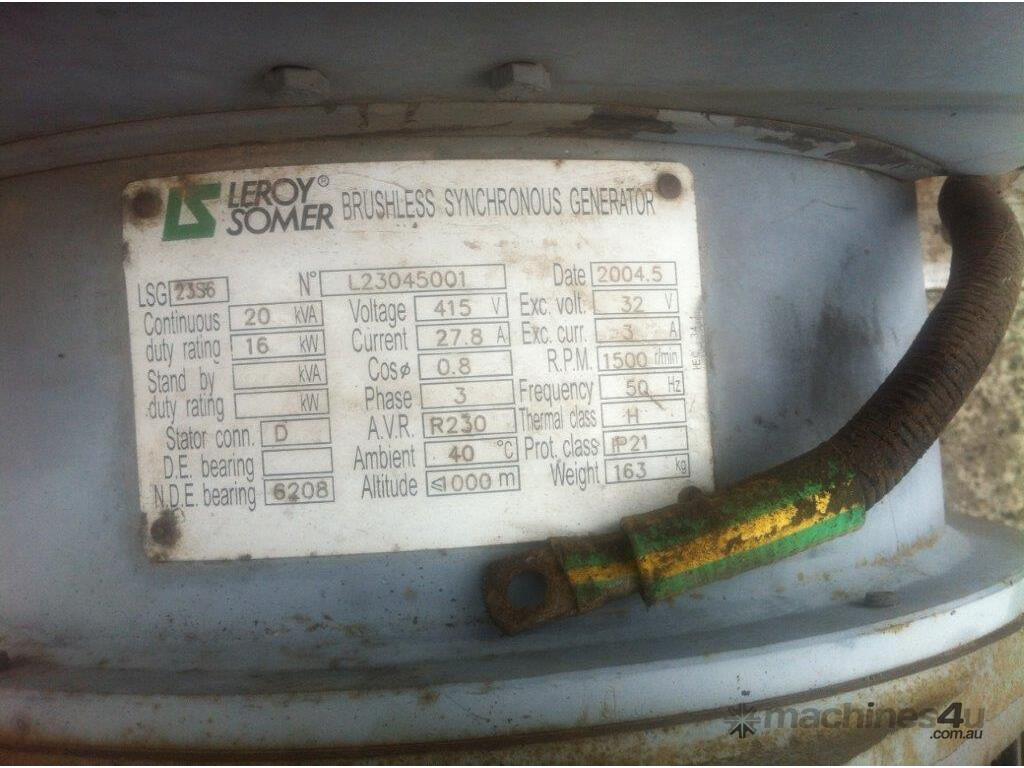 LS LEROY® SOMER BRUSHLESS SYNCHRONOUS GENERATOR
LSG 23S6 N° L23045001 Date 2004.5
Continuous duty rating 20 kVA Voltage 415 V Exc. volt. 32 V
16 kW Current 27.8 A Exc. curr. 3 A
Stand by duty rating kVA Cosø 0.8 R.P.M. 1500 r/min
kW Phase 3 Frequency 50 Hz
Stator conn. D A.V.R. R230 Thermal class H
D.E. bearing Ambient 40 °C Prot. class IP21
N.D.E. bearing 6208 Altitude ≤1000 m Weight 163 kg
machines4u
.com.au